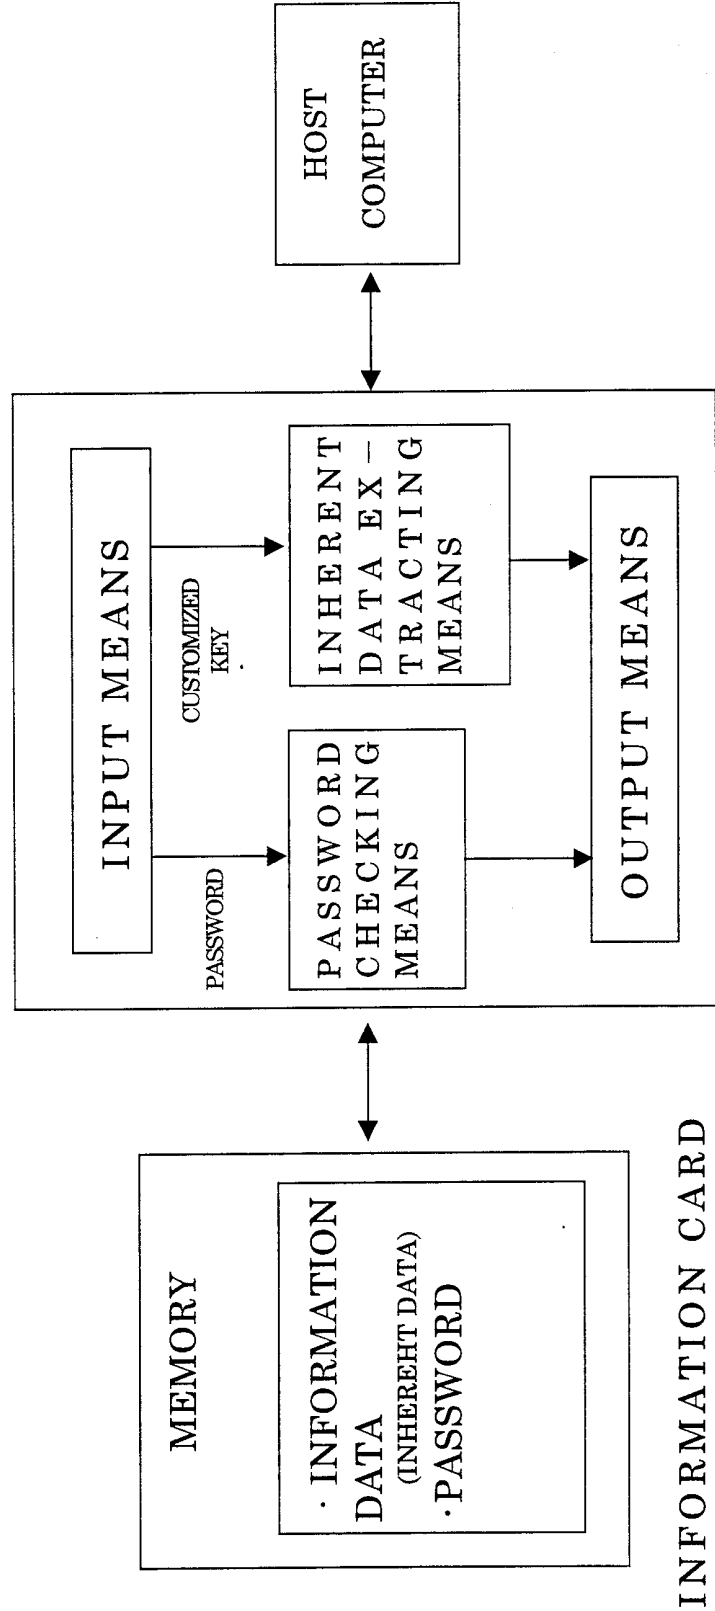 MEMORY
· INFORMATION
DATA
(INHEREHT DATA)
·PASSWORD
INFORMATION CARD
INPUT MEANS
PASSWORD
CUSTOMIZED
KEY
PASSWORD
CHECKING
MEANS
INHERENT
DATA EX–
TRACTING
MEANS
OUTPUT MEANS
HOST
COMPUTER